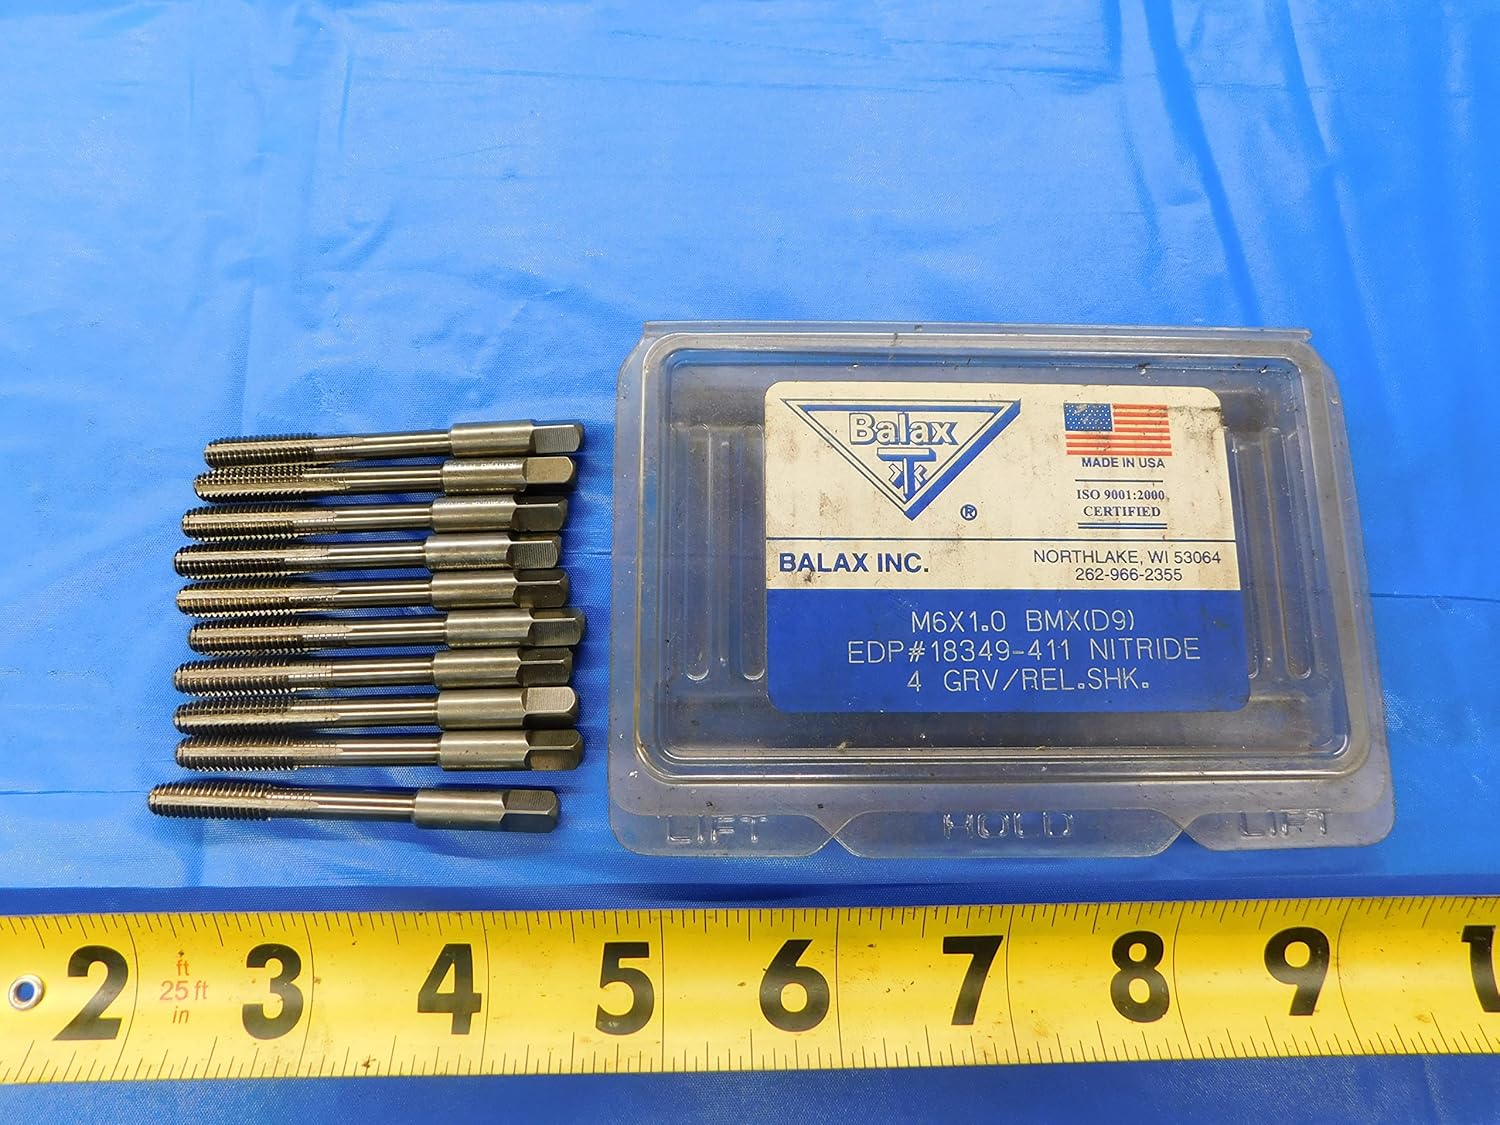 Balax
®
MADE IN USA
ISO 9001:2000
CERTIFIED
BALAX INC.
NORTHLAKE, WI 53064
262-966-2355
M6X1.0 BMX(D9)
EDP#18349-411 NITRIDE
4 GRV/REL.SHK.
LIFT HOLD LIFT
2 ft 25 ft in 3 4 5 6 7 8 9 1